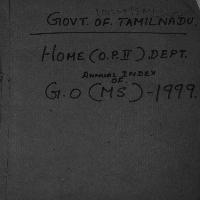 GOVT. OF. TAMILNADU.
HOME (O.P. II). DEPT.
ANNUAL INDEX
OF.
G.O (MS) - 1999.